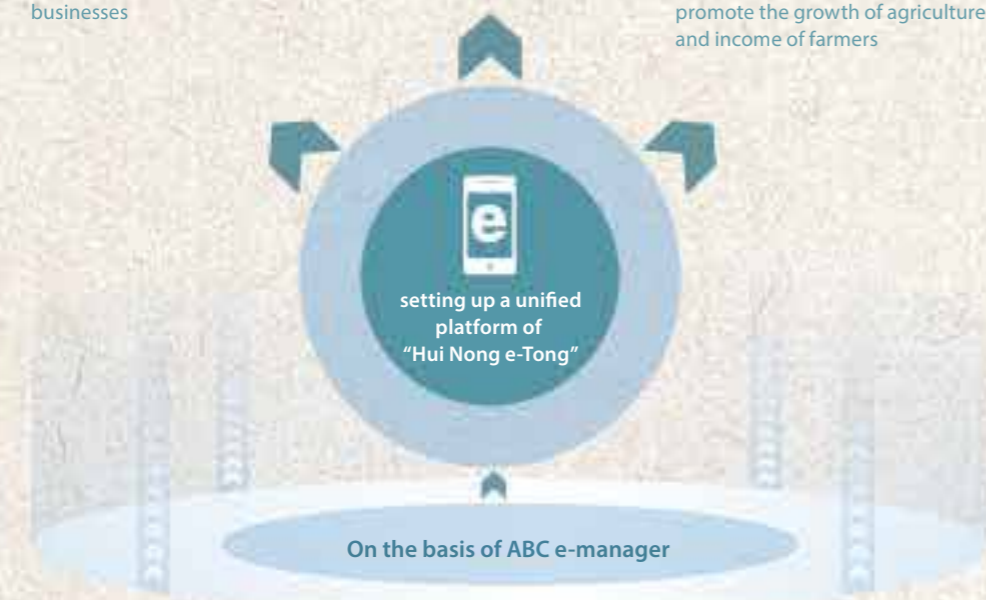 businesses
promote the growth of agriculture
and income of farmers
e
setting up a unified
platform of
“Hui Nong e-Tong”
On the basis of ABC e-manager